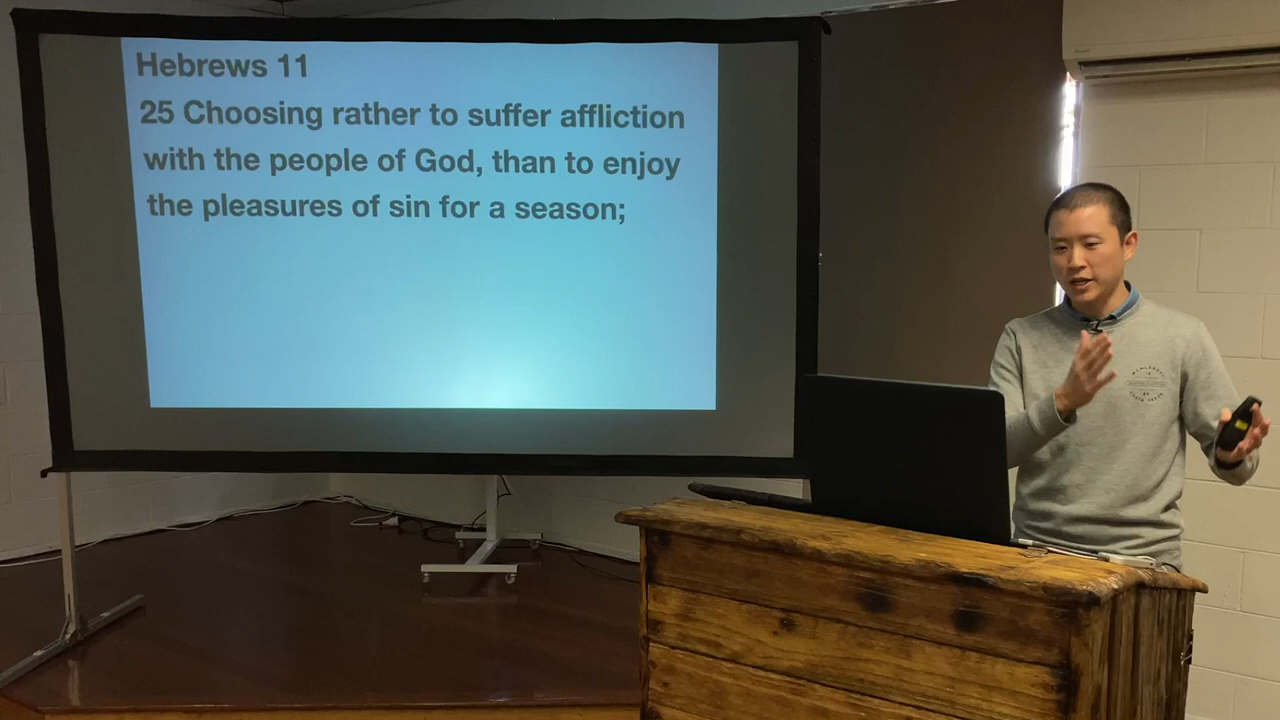 Hebrews 11
25 Choosing rather to suffer affliction
with the people of God, than to enjoy
the pleasures of sin for a season;